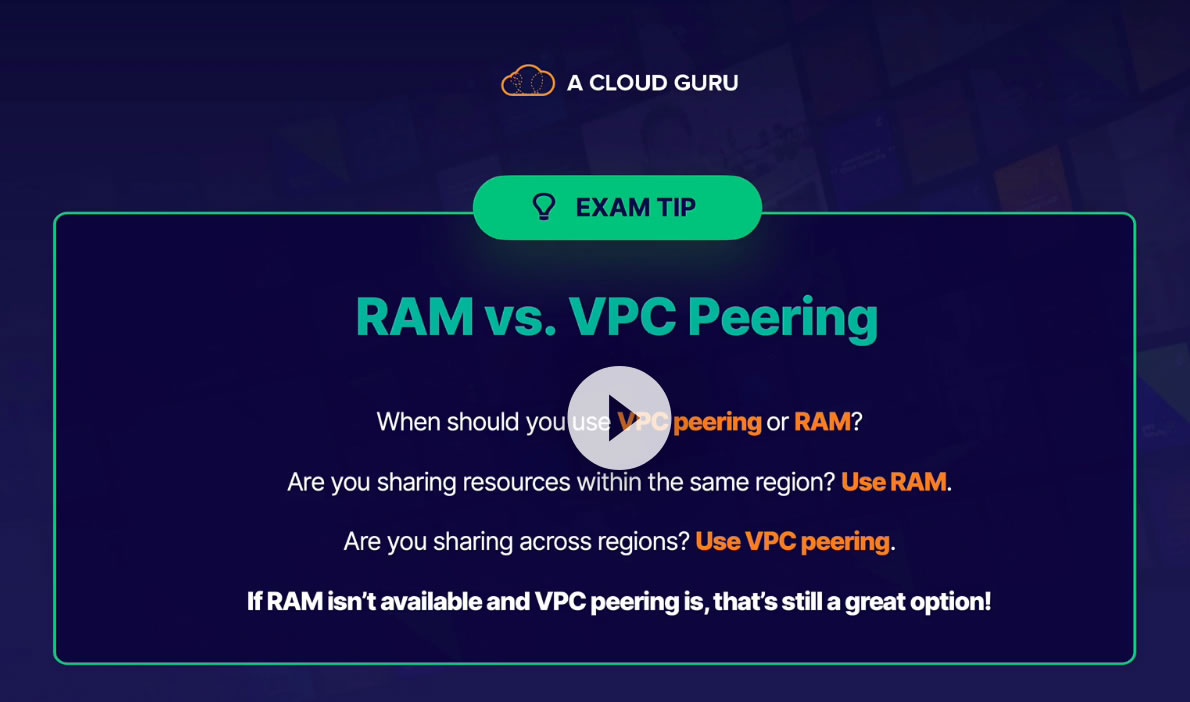 A CLOUD GURU
EXAM TIP
RAM vs. VPC Peering
When should you use VPC peering or RAM?
Are you sharing resources within the same region? Use RAM.
Are you sharing across regions? Use VPC peering.
If RAM isn't available and VPC peering is, that's still a great option!